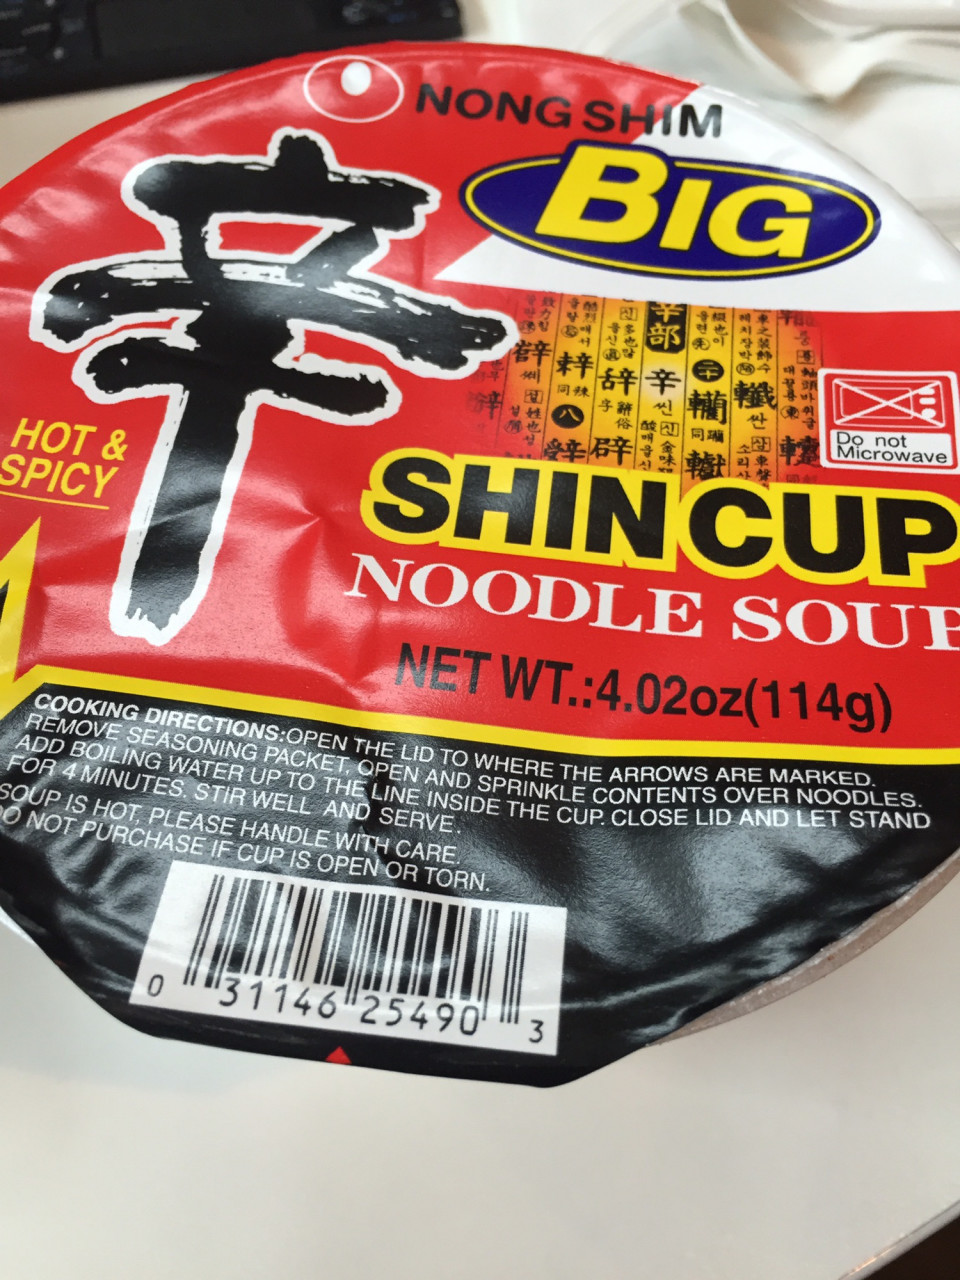 NONG SHIM
BIG
辛
辛部
辛 씬
Do not
Microwave
HOT &
SPICY
SHIN CUP
NOODLE SOUP
NET WT.:4.02oz(114g)
COOKING DIRECTIONS:OPEN THE LID TO WHERE THE ARROWS ARE MARKED.
REMOVE SEASONING PACKET, OPEN AND SPRINKLE CONTENTS OVER NOODLES.
ADD BOILING WATER UP TO THE LINE INSIDE THE CUP. CLOSE LID AND LET STAND
FOR 4 MINUTES. STIR WELL AND SERVE.
SOUP IS HOT, PLEASE HANDLE WITH CARE.
DO NOT PURCHASE IF CUP IS OPEN OR TORN.
0 31146 25490 3